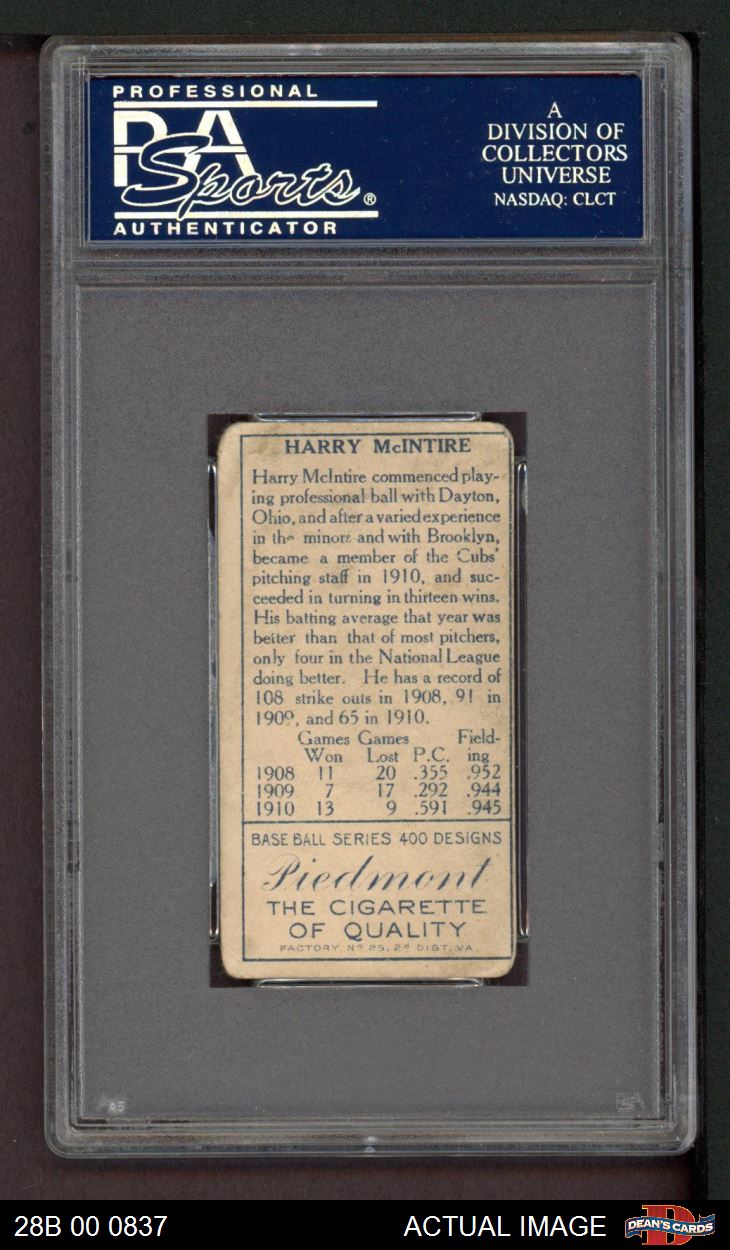 PROFESSIONAL
PSA
Sports®
AUTHENTICATOR
A
DIVISION OF
COLLECTORS
UNIVERSE
NASDAQ: CLCT
HARRY McINTIRE
Harry McIntire commenced play-
ing professional ball with Dayton,
Ohio, and after a varied experience
in the minors and with Brooklyn,
became a member of the Cubs'
pitching staff in 1910, and suc-
ceeded in turning in thirteen wins.
His batting average that year was
better than that of most pitchers,
only four in the National League
doing better. He has a record of
108 strike outs in 1908, 91 in
1909, and 65 in 1910.
Games Games Field-
Won Lost P.C. ing
1908 11 20 .355 .952
1909 7 17 .292 .944
1910 13 9 .591 .945
BASE BALL SERIES 400 DESIGNS
Piedmont
THE CIGARETTE
OF QUALITY
FACTORY Nº 25, 2º DIST. VA.
28B 00 0837
ACTUAL IMAGE
DEAN'S CARDS